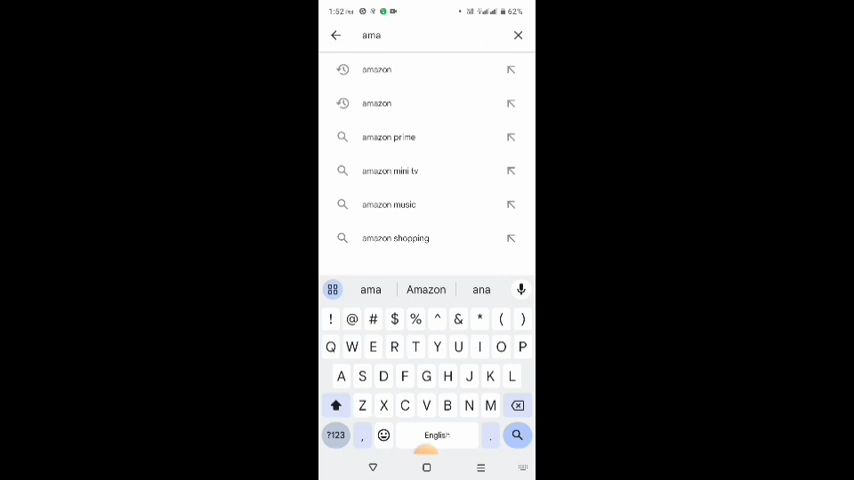 1:52 PM 62%
ama
amazon
amazon
amazon prime
amazon mini tv
amazon music
amazon shopping
ama Amazon ana
! @ # $ % ^ & * ( )
Q W E R T Y U I O P
A S D F G H J K L
Z X C V B N M
?123 , English .